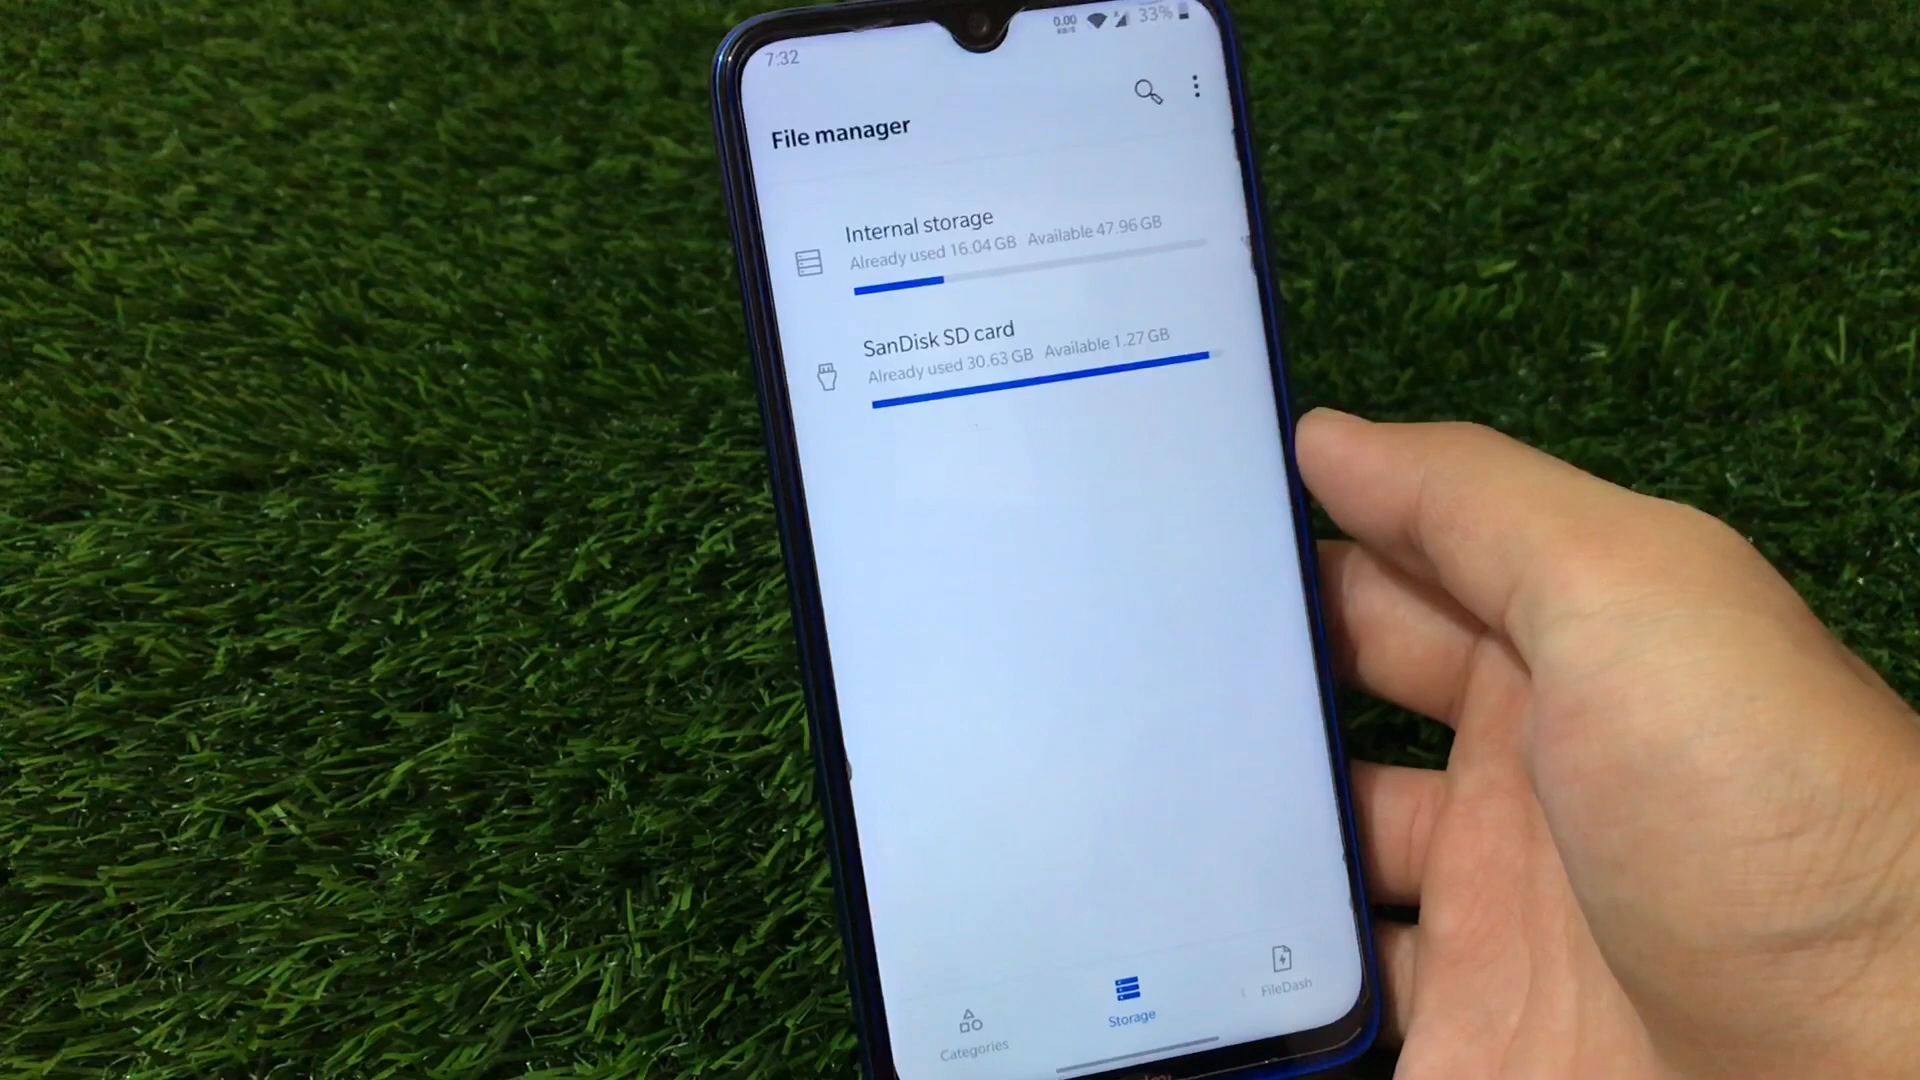 7:32
0.00
KB/S
33%
File manager
Internal storage
Already used 16.04 GB Available 47.96 GB
SanDisk SD card
Already used 30.63 GB Available 1.27 GB
Categories
Storage
FileDash